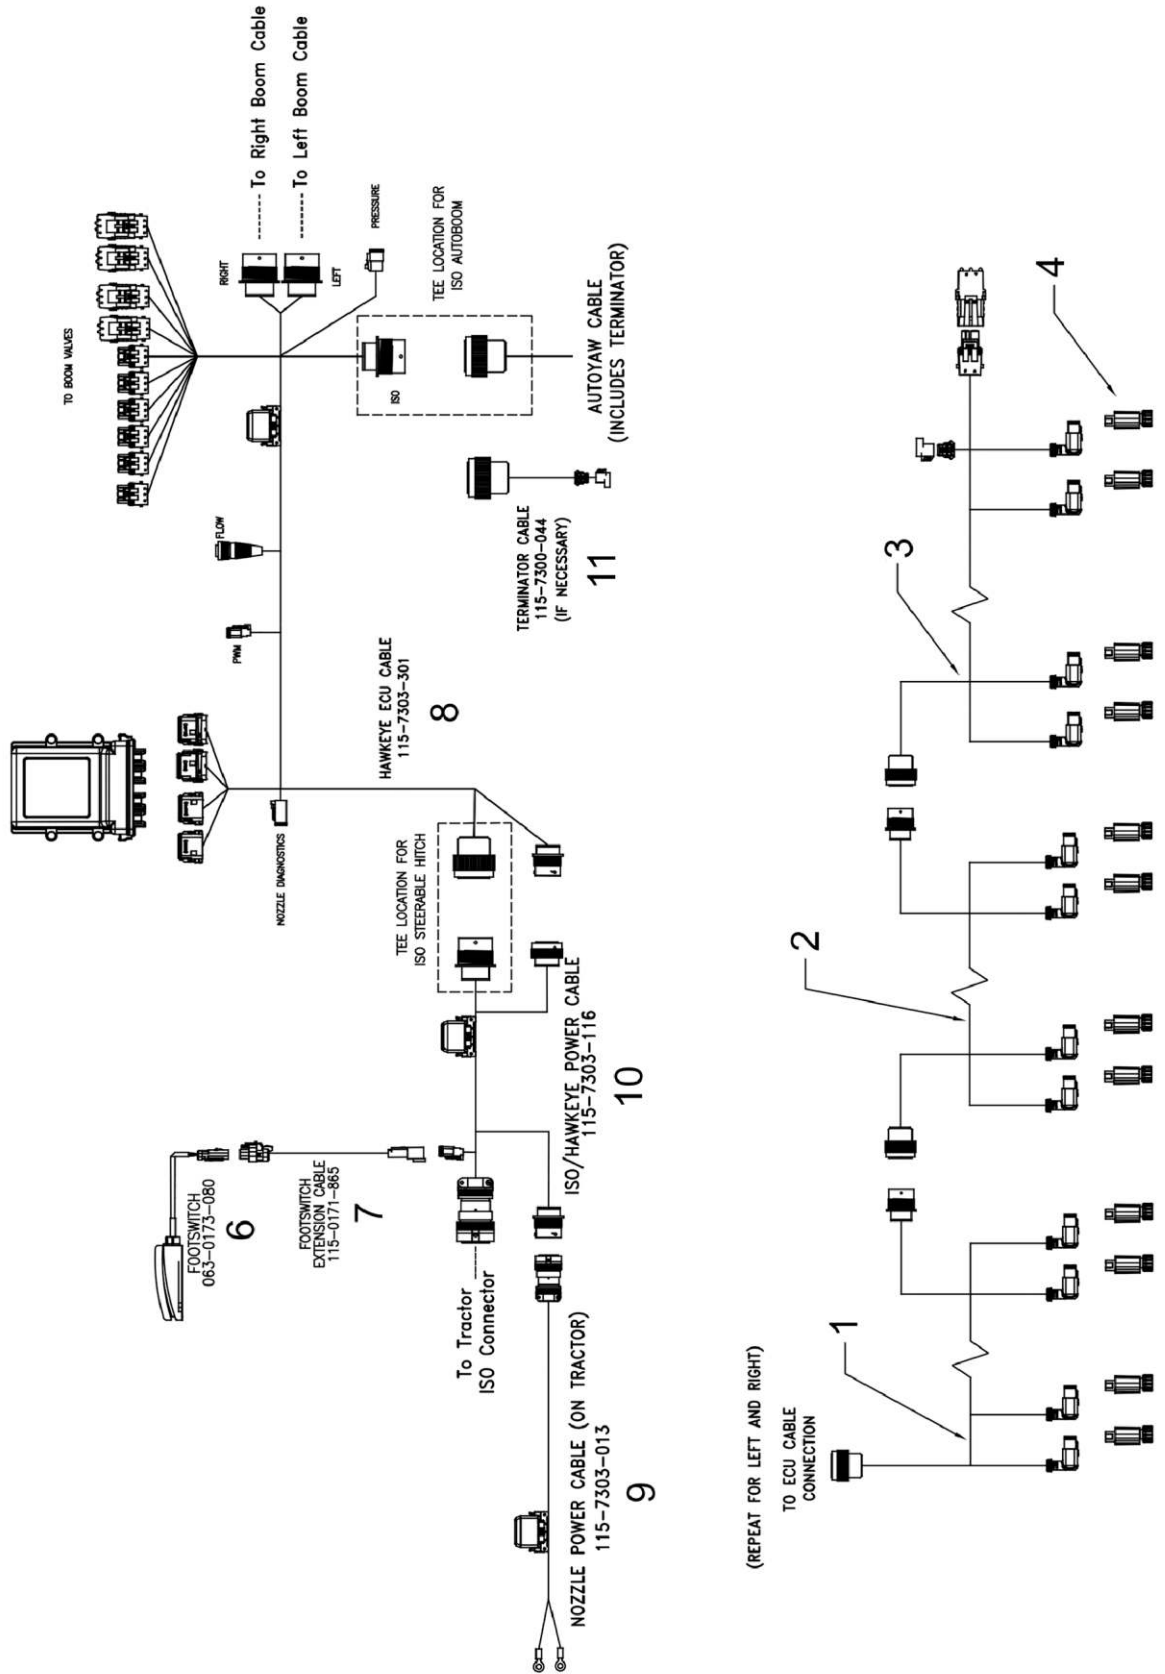 TO BOOM VALVES
RIGHT
LEFT
To Right Boom Cable
To Left Boom Cable
PRESSURE
TEE LOCATION FOR
ISO AUTOBOOM
ISO
AUTOYAW CABLE
(INCLUDES TERMINATOR)
FLOW
PWM
TERMINATOR CABLE
115-7300-044
(IF NECESSARY)
11
HAWKEYE ECU CABLE
115-7303-301
8
NOZZLE DIAGNOSTICS
TEE LOCATION FOR
ISO STEERABLE HITCH
ISO/HAWKEYE POWER CABLE
115-7303-116
10
FOOTSWITCH
063-0173-080
6
FOOTSWITCH
EXTENSION CABLE
115-0171-865
7
To Tractor
ISO Connector
NOZZLE POWER CABLE (ON TRACTOR)
115-7303-013
9
(REPEAT FOR LEFT AND RIGHT)
TO ECU CABLE
CONNECTION
1
2
3
4